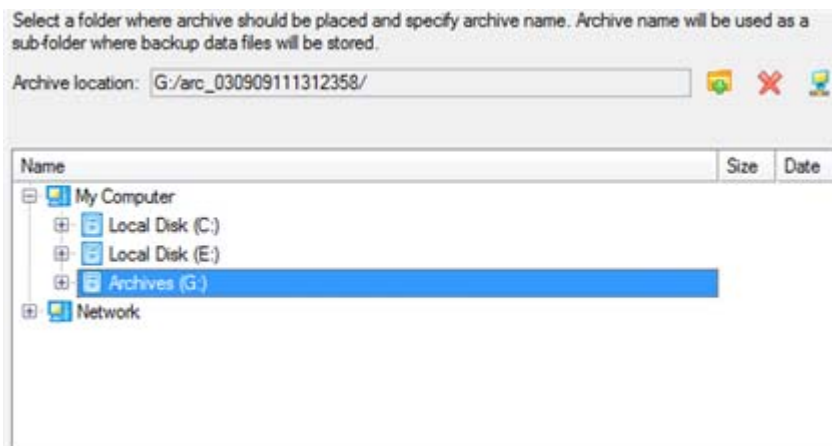 Select a folder where archive should be placed and specify archive name. Archive name will be used as a
sub-folder where backup data files will be stored.
Archive location: G:/arc_030909111312358/
Name Size Date
My Computer
Local Disk (C:)
Local Disk (E:)
Archives (G:)
Network